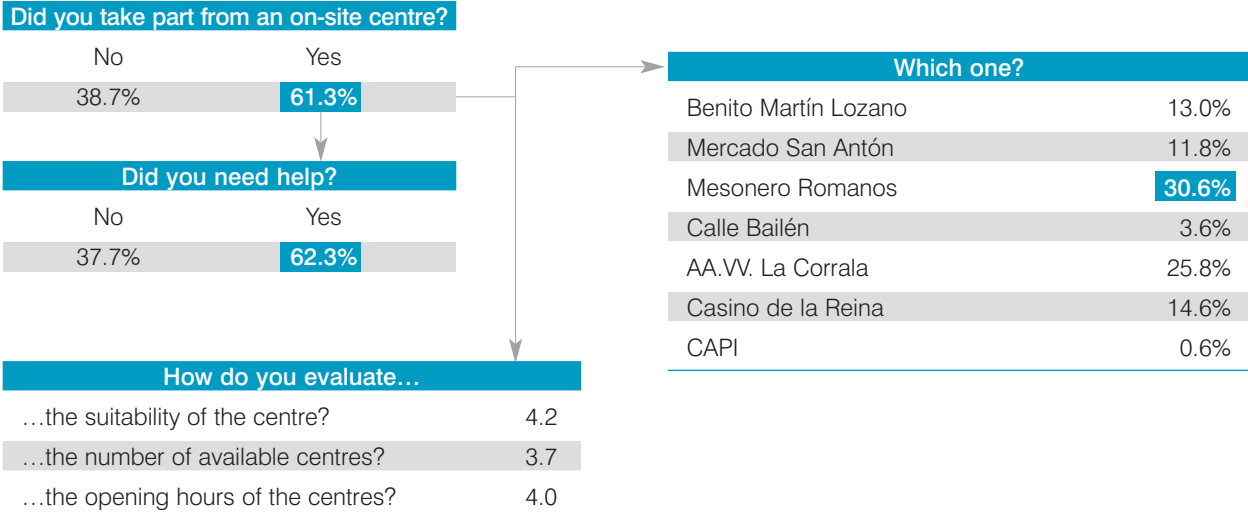 Did you take part from an on-site centre?
No Yes
38.7% 61.3%
Did you need help?
No Yes
37.7% 62.3%
How do you evaluate…
…the suitability of the centre? 4.2
…the number of available centres? 3.7
…the opening hours of the centres? 4.0
Which one?
Benito Martín Lozano 13.0%
Mercado San Antón 11.8%
Mesonero Romanos 30.6%
Calle Bailén 3.6%
AA.VV. La Corrala 25.8%
Casino de la Reina 14.6%
CAPI 0.6%